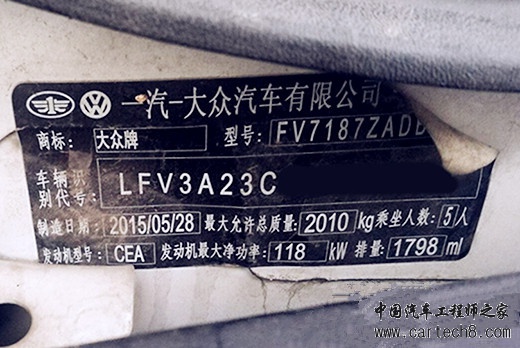 一汽-大众汽车有限公司
商标: 大众牌 型号: FV7187ZADB
车辆识别代号: LFV3A23C
制造日期: 2015/05/28 最大允许总质量: 2010 kg 乘坐人数: 5 人
发动机型号: CEA 发动机最大净功率: 118 kW 排量: 1798 ml
中国汽车工程师之家
www.cartech8.com